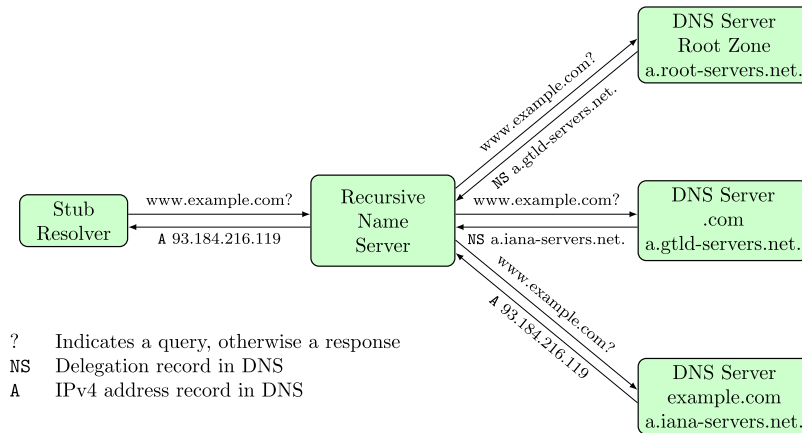 DNS Server
Root Zone
a.root-servers.net.
www.example.com?
NS a.gtld-servers.net.
Stub
Resolver
www.example.com?
A 93.184.216.119
Recursive
Name
Server
www.example.com?
NS a.iana-servers.net.
DNS Server
.com
a.gtld-servers.net.
www.example.com?
A 93.184.216.119
DNS Server
example.com
a.iana-servers.net.
? Indicates a query, otherwise a response
NS Delegation record in DNS
A IPv4 address record in DNS